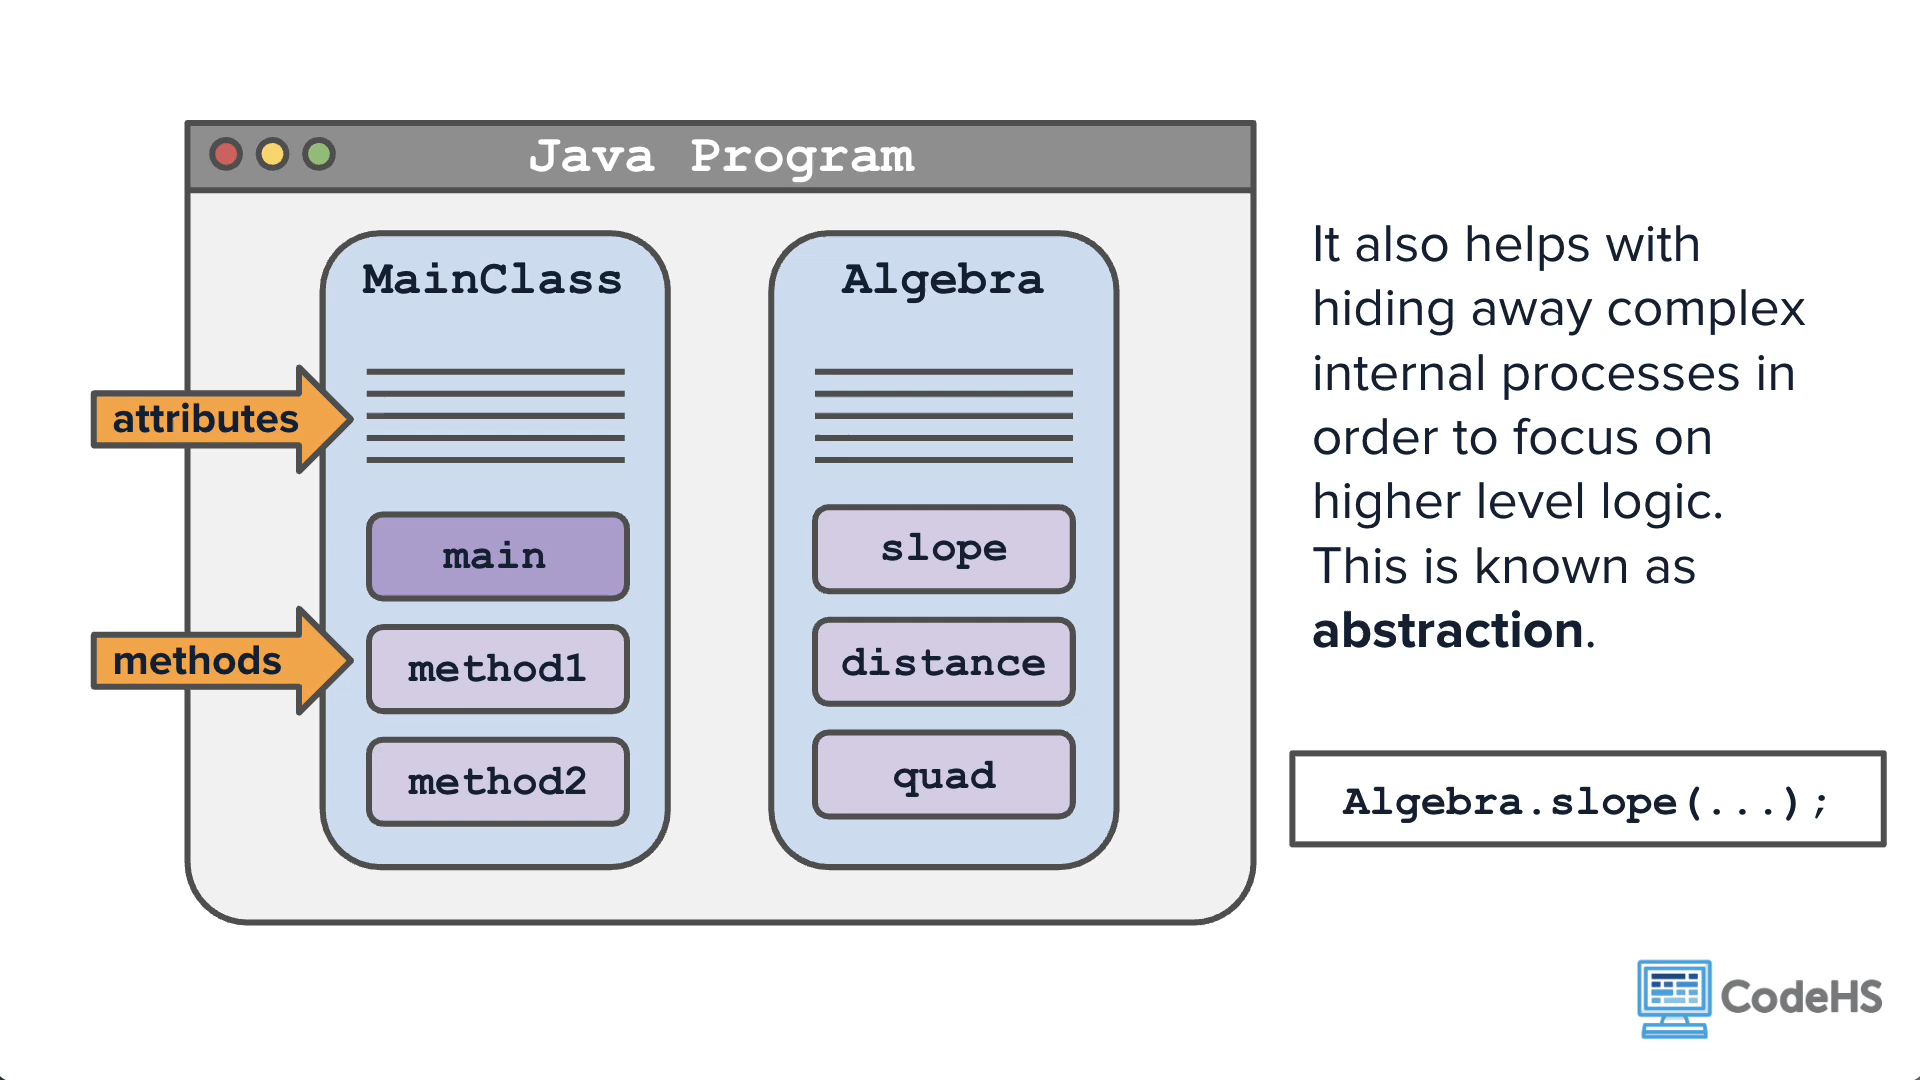 Java Program
MainClass
attributes
main
methods
method1
method2
Algebra
slope
distance
quad
It also helps with
hiding away complex
internal processes in
order to focus on
higher level logic.
This is known as
abstraction.
Algebra.slope(...);
CodeHS